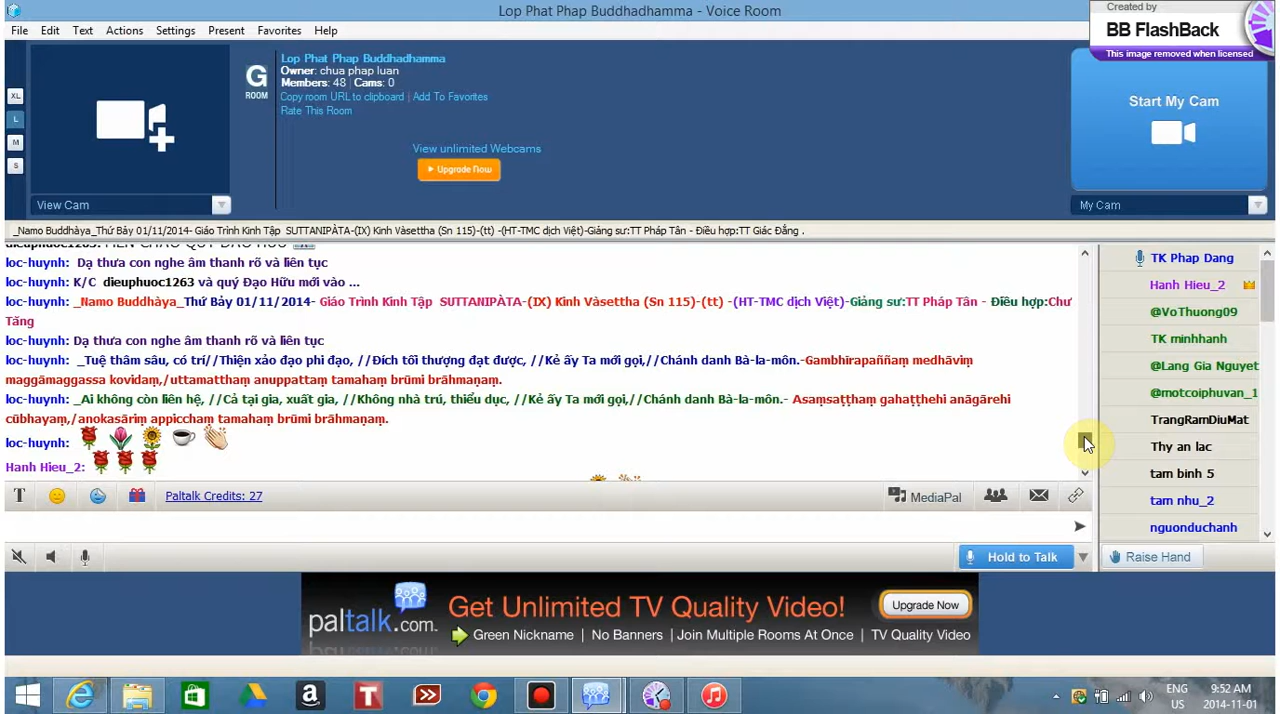 Lop Phat Phap Buddhadhamma - Voice Room
Created by
BB FlashBack
This image removed when licensed
File Edit Text Actions Settings Present Favorites Help
Lop Phat Phap Buddhadhamma
Owner: chua phap luan
Members: 48 | Cams: 0
Copy room URL to clipboard | Add To Favorites
Rate This Room
G
ROOM
XL
L
M
S
View unlimited Webcams
Upgrade Now
Start My Cam
View Cam
My Cam
_Namo Buddhàya_Thứ Bảy 01/11/2014- Giáo Trình Kinh Tập SUTTANIPÀTA-(IX) Kinh Vàsettha (Sn 115)-(tt) -(HT-TMC dịch Việt)-Giảng sư:TT Pháp Tân - Điều hợp:TT Giác Đẳng .
loc-huynh: Dạ thưa con nghe âm thanh rõ và liên tục
loc-huynh: K/C dieuphuoc1263 và quý Đạo Hữu mới vào ...
loc-huynh: _Namo Buddhàya_Thứ Bảy 01/11/2014- Giáo Trình Kinh Tập SUTTANIPÀTA-(IX) Kinh Vàsettha (Sn 115)-(tt) -(HT-TMC dịch Việt)-Giảng sư:TT Pháp Tân - Điều hợp:Chư
Tăng
loc-huynh: Dạ thưa con nghe âm thanh rõ và liên tục
loc-huynh: _Tuệ thâm sâu, có trí//Thiện xảo đạo phi đạo, //Đích tối thượng đạt được, //Kẻ ấy Ta mới gọi,//Chánh danh Bà-la-môn.-Gambhīrapaññaṃ medhāviṃ
maggāmaggassa kovidaṃ,/uttamatthaṃ anuppattaṃ tamahaṃ brūmi brāhmaṇaṃ.
loc-huynh: _Ai không còn liên hệ, //Cả tại gia, xuất gia, //Không nhà trú, thiểu dục, //Kẻ ấy Ta mới gọi,//Chánh danh Bà-la-môn.- Asaṃsaṭṭhaṃ gahaṭṭhehi anāgārehi
cūbhayaṃ,/anokasāriṃ appicchaṃ tamahaṃ brūmi brāhmaṇaṃ.
loc-huynh:
Hanh Hieu_2:
TK Phap Dang
Hanh Hieu_2
@VoThuong09
TK minhhanh
@Lang Gia Nguyet
@motcoiphuvan_1
TrangRamDiuMat
Thy an lac
tam binh 5
tam nhu_2
nguonduchanh
T
Paltalk Credits: 27
MediaPal
Hold to Talk
Raise Hand
paltalk.com.
Get Unlimited TV Quality Video!
Green Nickname | No Banners | Join Multiple Rooms At Once | TV Quality Video
Upgrade Now
ENG
US
9:52 AM
2014-11-01